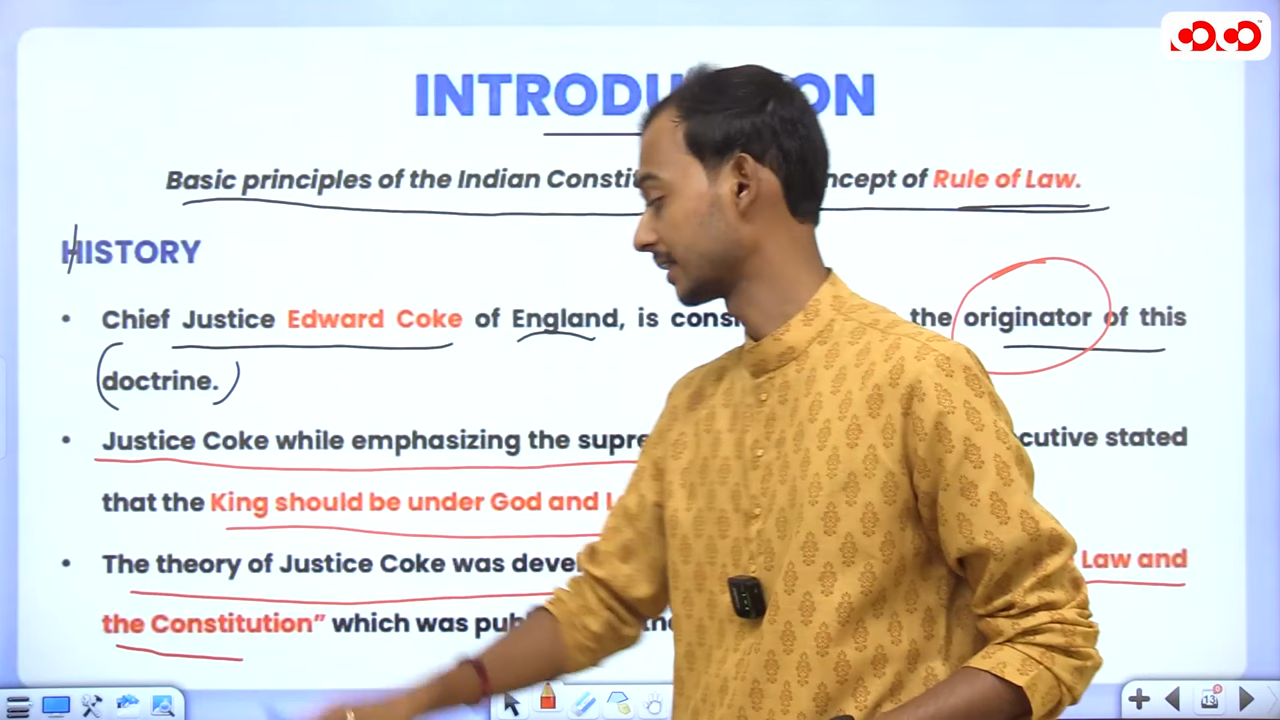 INTRODU ON
Basic principles of the Indian Constit ncept of Rule of Law.
HISTORY
• Chief Justice Edward Coke of England, is cons the originator of this
doctrine.
• Justice Coke while emphasizing the supre cutive stated
that the King should be under God and L
• The theory of Justice Coke was deve Law and
the Constitution” which was pub
13